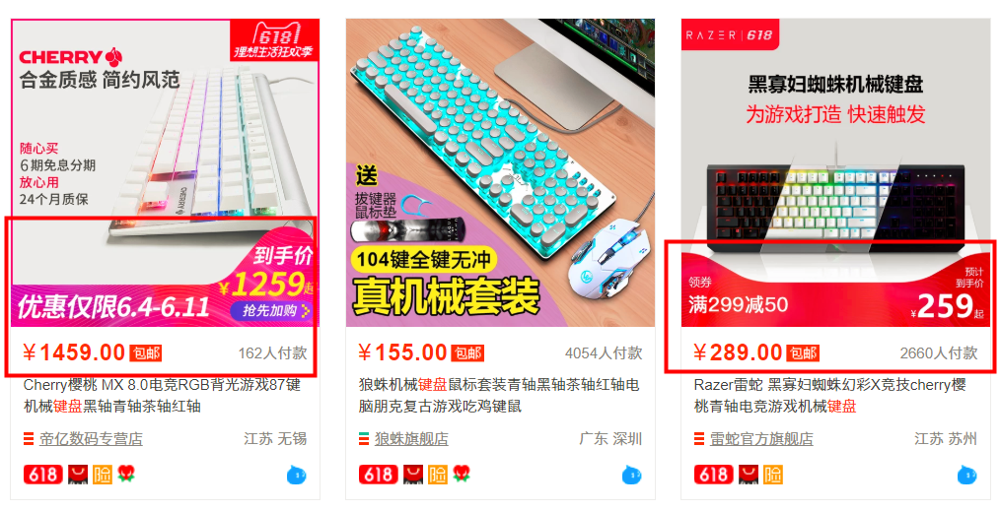 618
理想生活狂欢季
CHERRY
合金质感 简约风范
随心买
6期免息分期
放心用
24个月质保
CHERRY
到手价
¥1259起
优惠仅限6.4-6.11
抢先加购
¥1459.00 包邮
162人付款
Cherry樱桃 MX 8.0电竞RGB背光游戏87键
机械键盘黑轴青轴茶轴红轴
帝亿数码专营店
江苏 无锡
618
险
送
拔键器
鼠标垫
104键全键无冲
真机械套装
¥155.00 包邮
4054人付款
狼蛛机械键盘鼠标套装青轴黑轴茶轴红轴电
脑朋克复古游戏吃鸡键鼠
狼蛛旗舰店
广东 深圳
618
险
RAZER | 618
黑寡妇蜘蛛机械键盘
为游戏打造 快速触发
领券
满299减50
预计
到手价
¥259起
¥289.00 包邮
2660人付款
Razer雷蛇 黑寡妇蜘蛛幻彩X竞技cherry樱
桃青轴电竞游戏机械键盘
雷蛇官方旗舰店
江苏 苏州
618
险